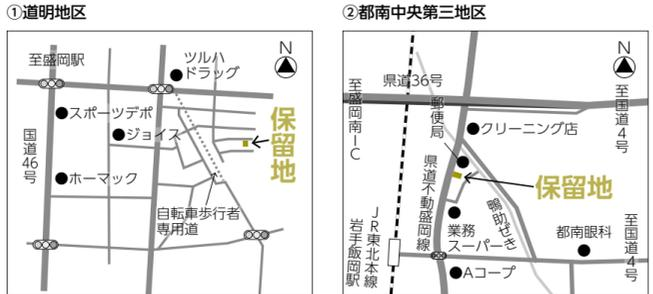 ①道明地区
至盛岡駅
ツルハ
ドラッグ
N
スポーツデポ
ジョイス
保留地
国道46号
ホーマック
自転車歩行者
専用道
②都南中央第三地区
N
県道36号
至盛岡南IC
郵便局
クリーニング店
至国道4号
県道不動盛岡線
保留地
鴨助ぜき
JR東北本線
岩手飯岡駅
業務
スーパー
都南眼科
至国道4号
Aコープ